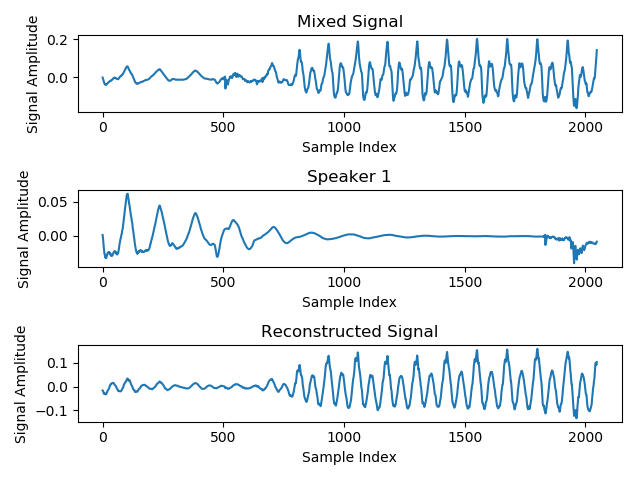 Mixed Signal
Signal Amplitude
0.2
0.0
0
500
1000
1500
2000
Sample Index
Speaker 1
Signal Amplitude
0.05
0.00
0
500
1000
1500
2000
Sample Index
Reconstructed Signal
Signal Amplitude
0.1
0.0
−0.1
0
500
1000
1500
2000
Sample Index